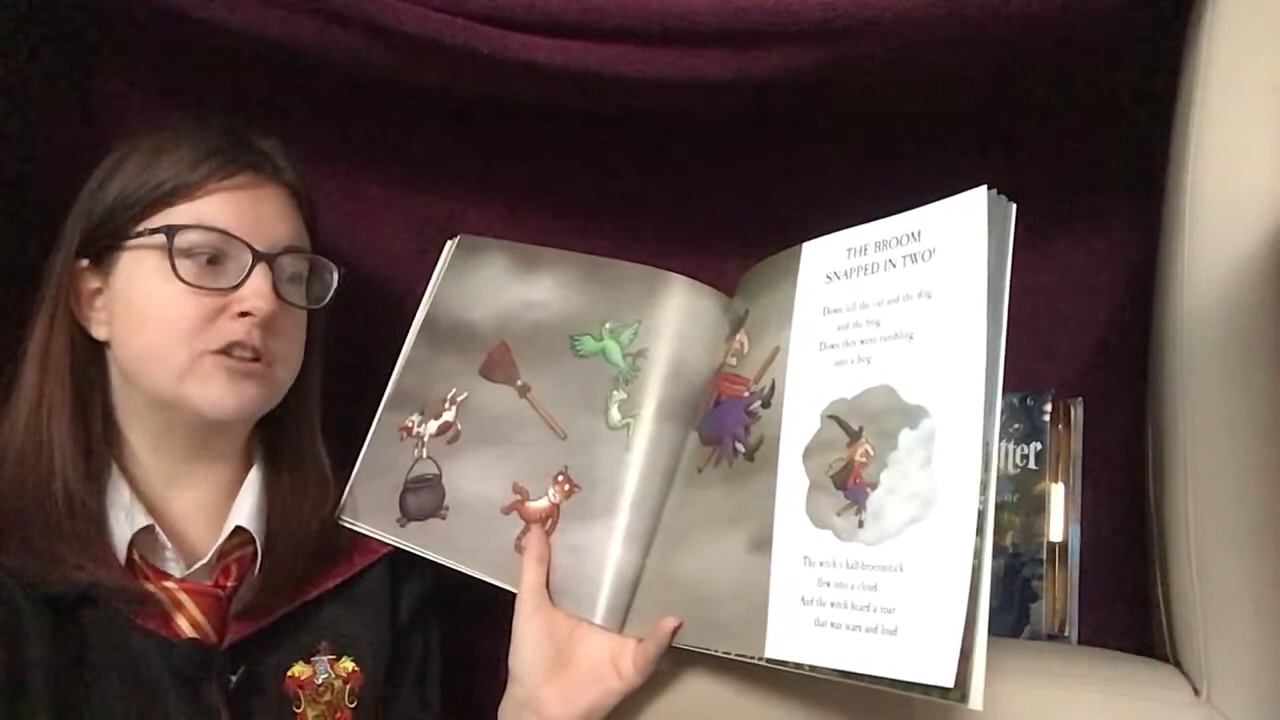 THE BROOM
SNAPPED IN TWO!
Down fell the cat and the dog
and the frog.
Down they went tumbling
into a bog.
The witch's half-broomstick
flew into a cloud
And the witch heard a roar
that was scary and loud
tter